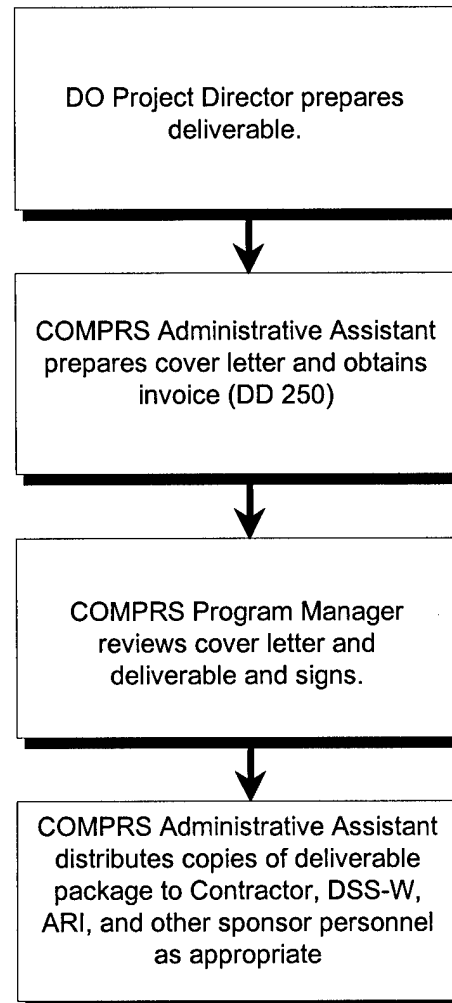 DO Project Director prepares
deliverable.
COMPRS Administrative Assistant
prepares cover letter and obtains
invoice (DD 250)
COMPRS Program Manager
reviews cover letter and
deliverable and signs.
COMPRS Administrative Assistant
distributes copies of deliverable
package to Contractor, DSS-W,
ARI, and other sponsor personnel
as appropriate